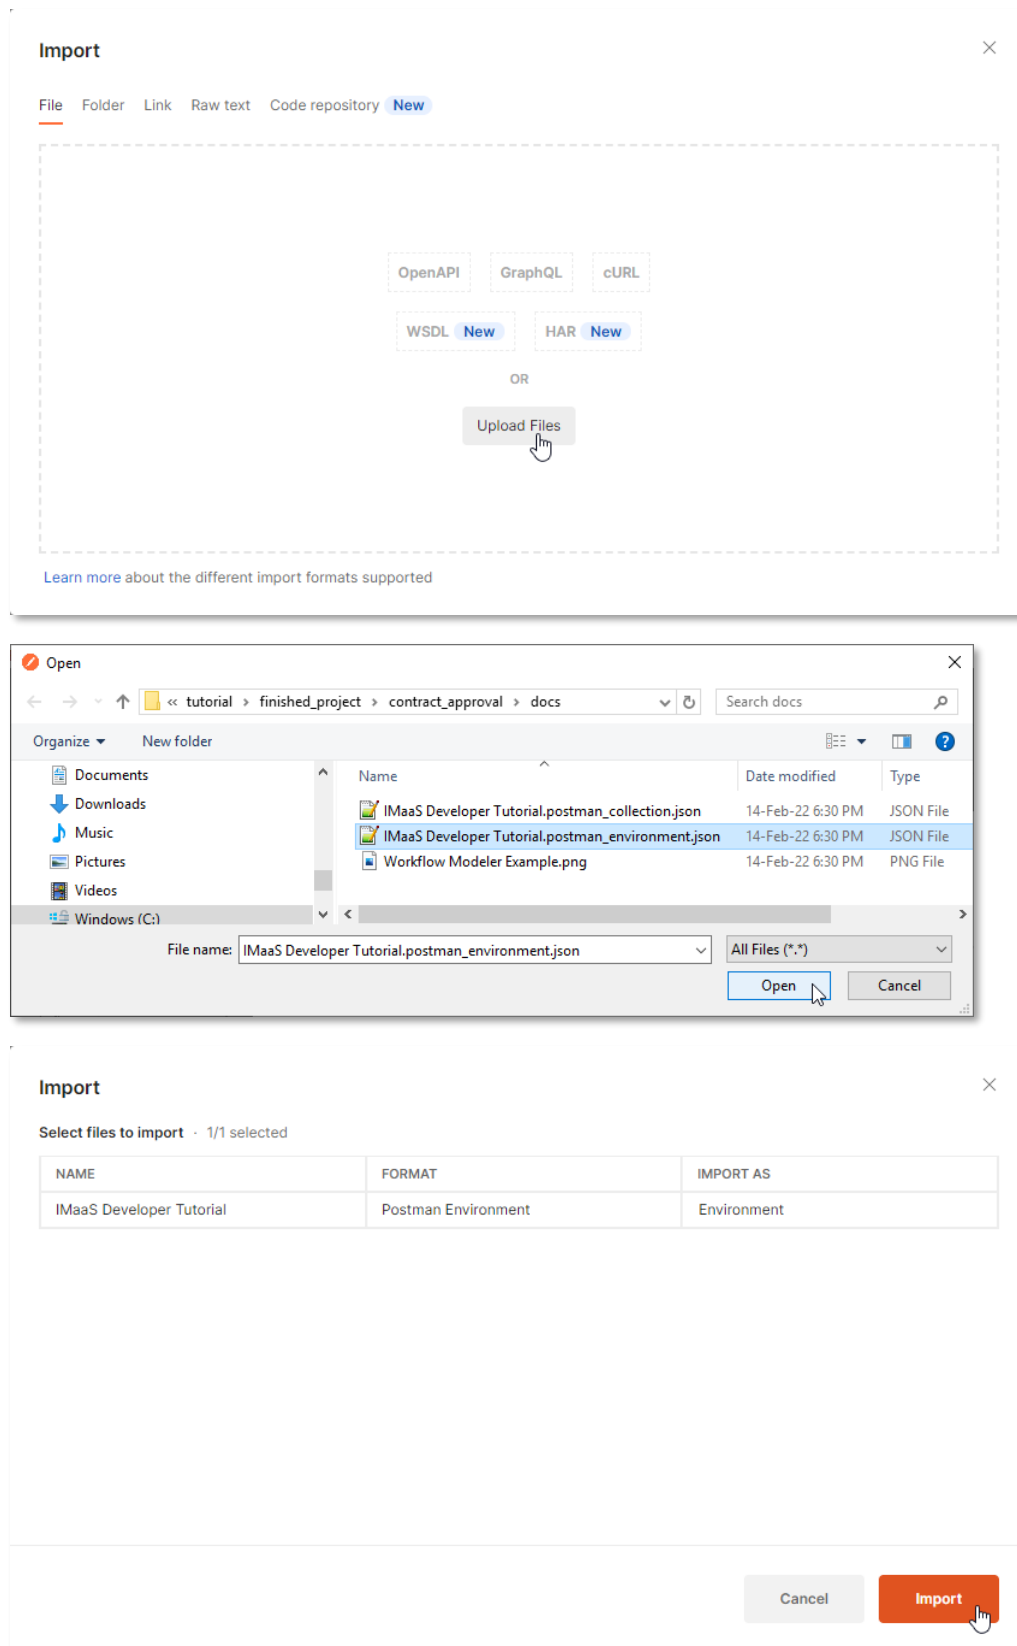 Import
File Folder Link Raw text Code repository New
OpenAPI GraphQL cURL
WSDL New HAR New
OR
Upload Files
Learn more about the different import formats supported
Open
« tutorial > finished_project > contract_approval > docs Search docs
Organize New folder ?
Documents Name Date modified Type
Downloads IMaaS Developer Tutorial.postman_collection.json 14-Feb-22 6:30 PM JSON File
Music IMaaS Developer Tutorial.postman_environment.json 14-Feb-22 6:30 PM JSON File
Pictures Workflow Modeler Example.png 14-Feb-22 6:30 PM PNG File
Videos
Windows (C:)
File name: IMaaS Developer Tutorial.postman_environment.json All Files (*.*)
Open Cancel
Import
Select files to import · 1/1 selected
NAME FORMAT IMPORT AS
IMaaS Developer Tutorial Postman Environment Environment
Cancel Import